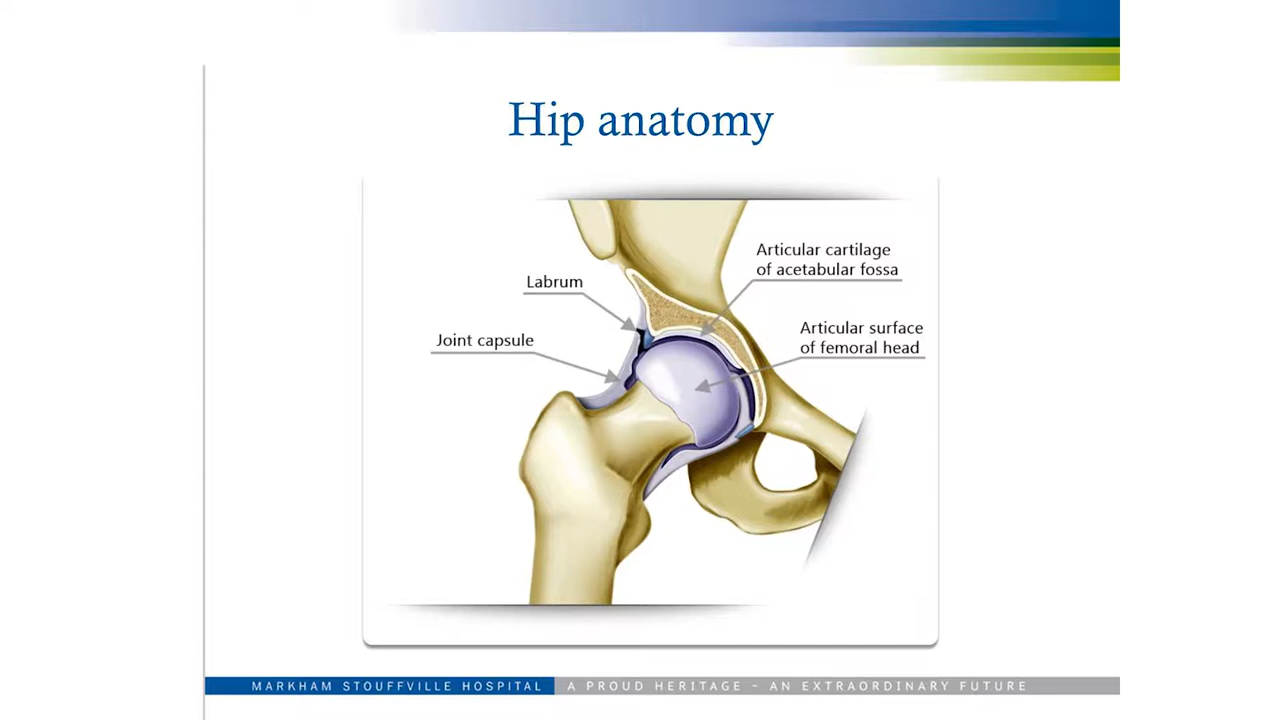 Hip anatomy
Articular cartilage
of acetabular fossa
Labrum
Articular surface
of femoral head
Joint capsule
MARKHAM STOUFFVILLE HOSPITAL A PROUD HERITAGE - AN EXTRAORDINARY FUTURE